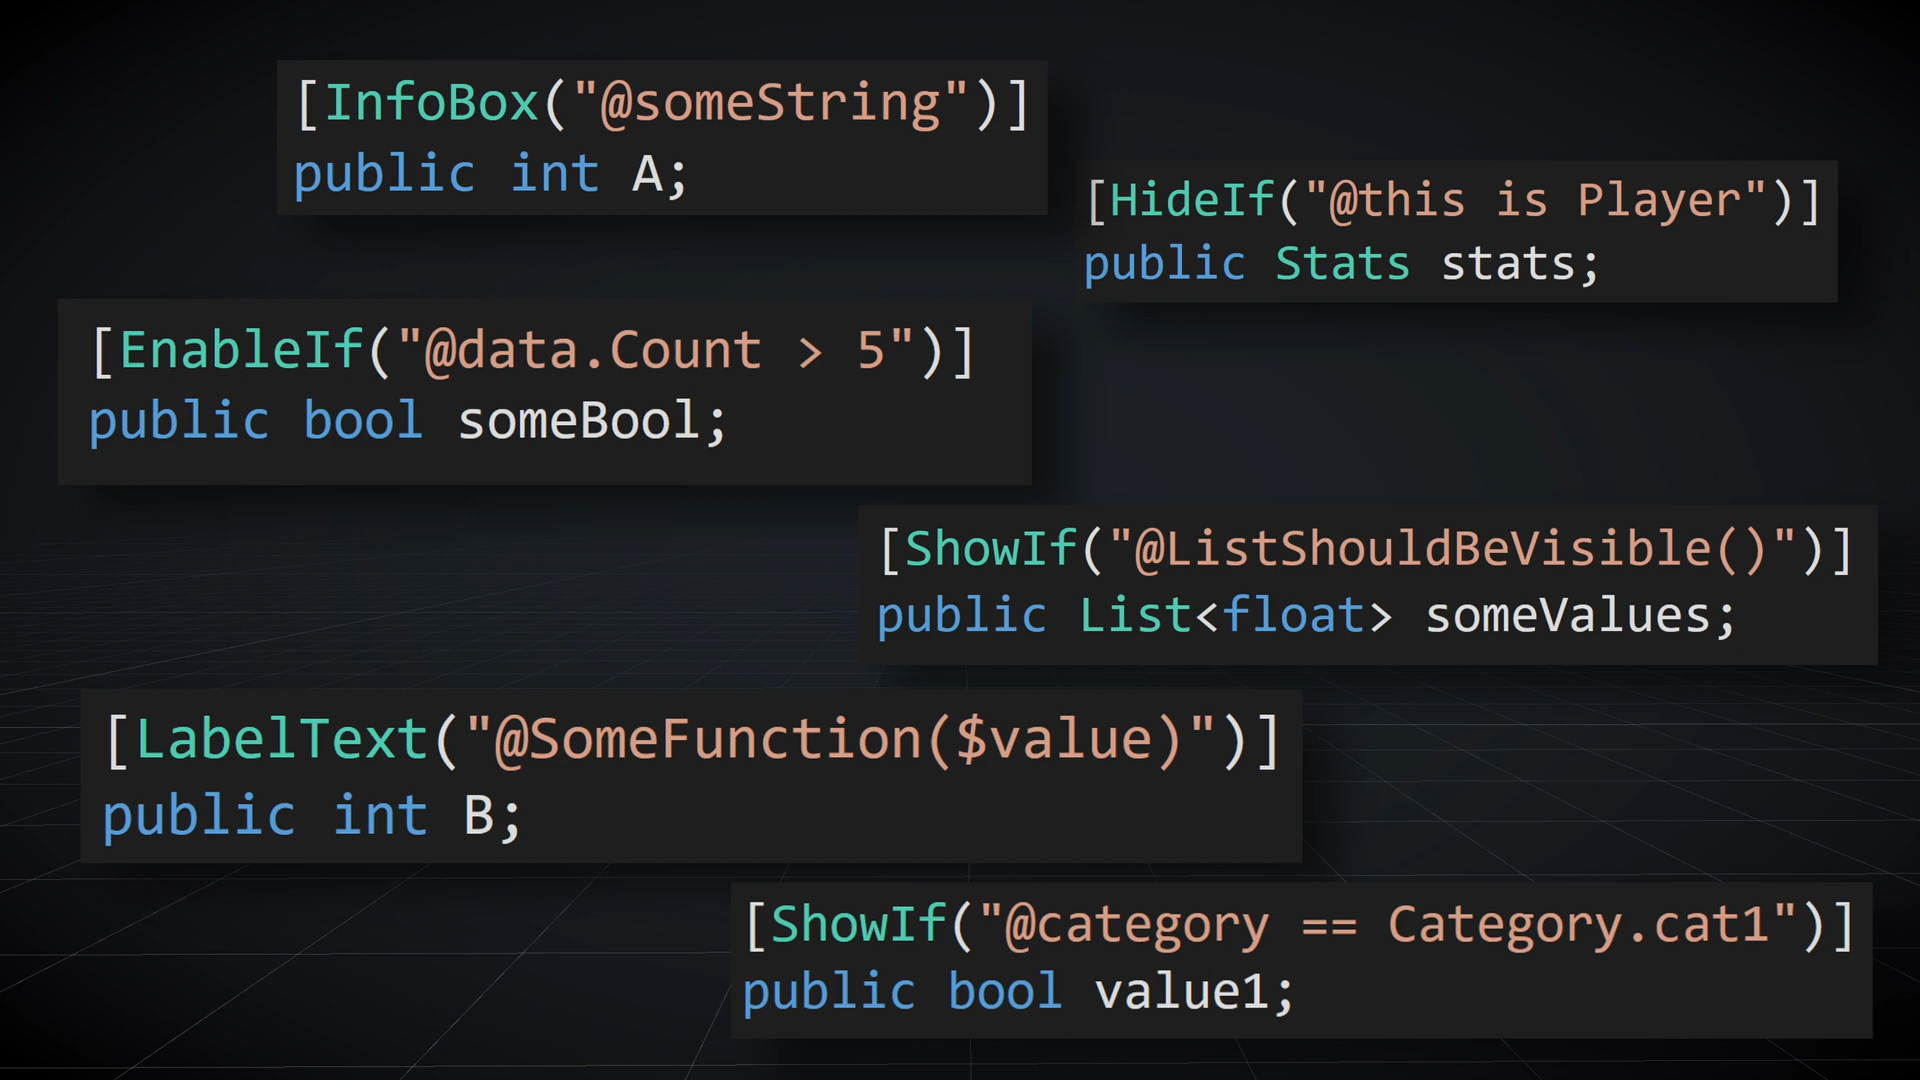 [InfoBox("@someString")]
public int A;
[HideIf("@this is Player")]
public Stats stats;
[EnableIf("@data.Count > 5")]
public bool someBool;
[ShowIf("@ListShouldBeVisible()")]
public List<float> someValues;
[LabelText("@SomeFunction($value)")]
public int B;
[ShowIf("@category == Category.cat1")]
public bool value1;